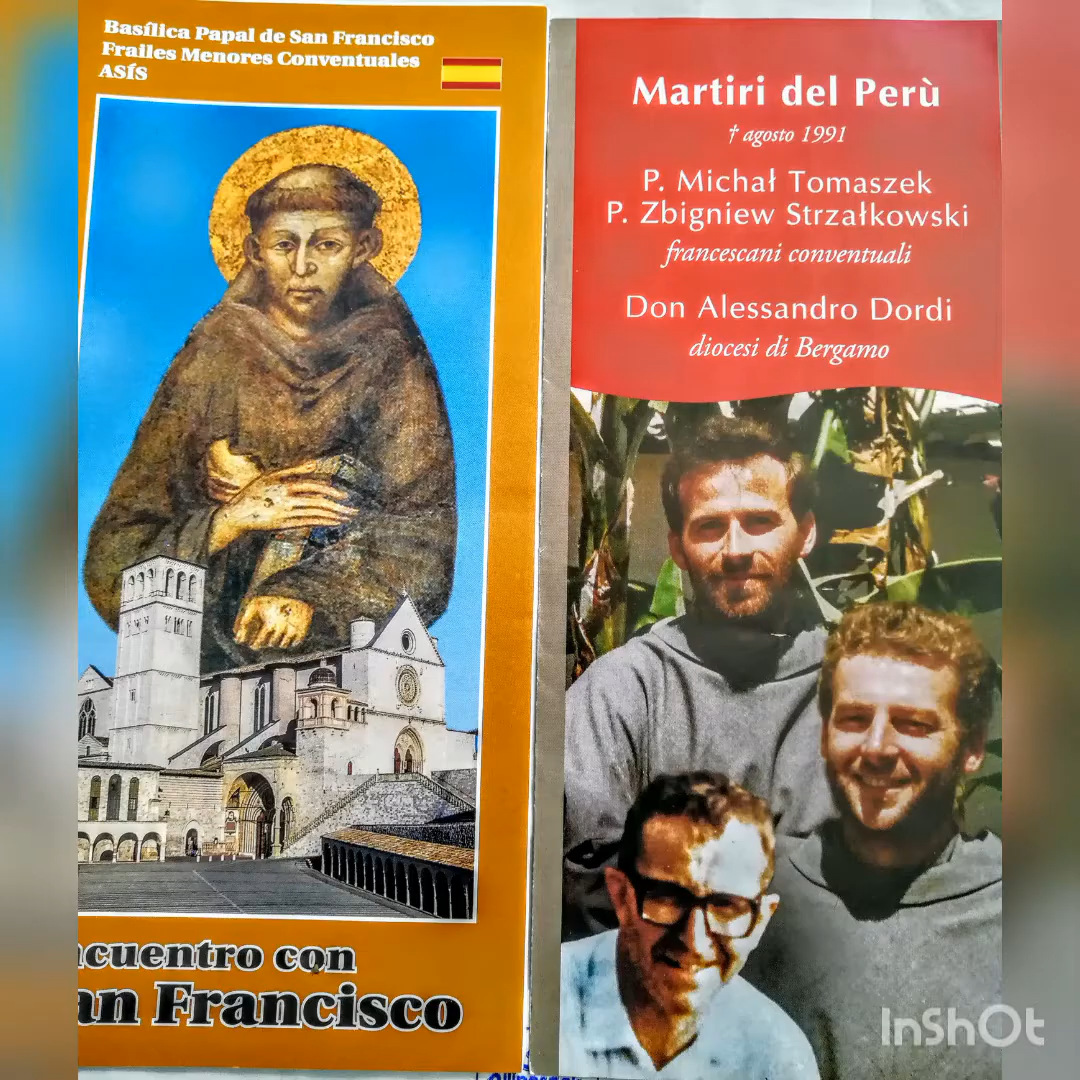 Basílica Papal de San Francisco
Frailes Menores Conventuales
ASÍS
cuentro con
an Francisco
Martiri del Perù
† agosto 1991
P. Michał Tomaszek
P. Zbigniew Strzałkowski
francescani conventuali
Don Alessandro Dordi
diocesi di Bergamo
InShOt